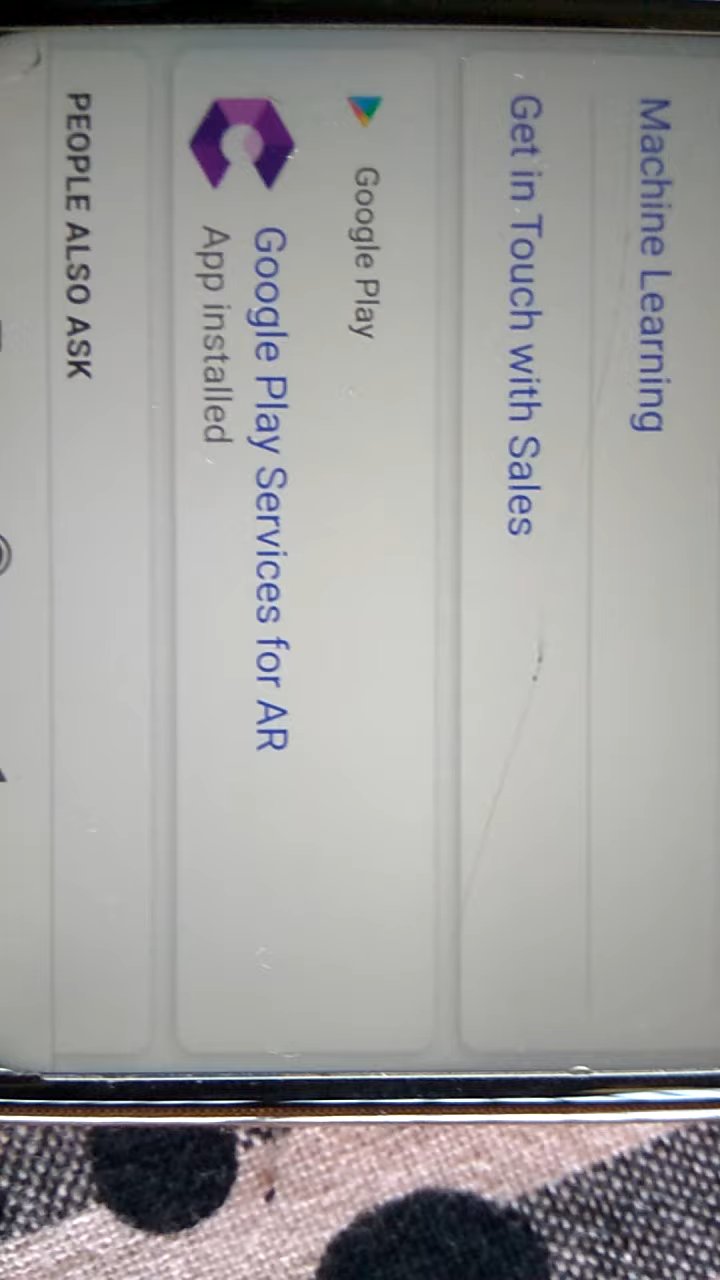 Machine Learning
Get in Touch with Sales
Google Play
Google Play Services for AR
App installed
PEOPLE ALSO ASK